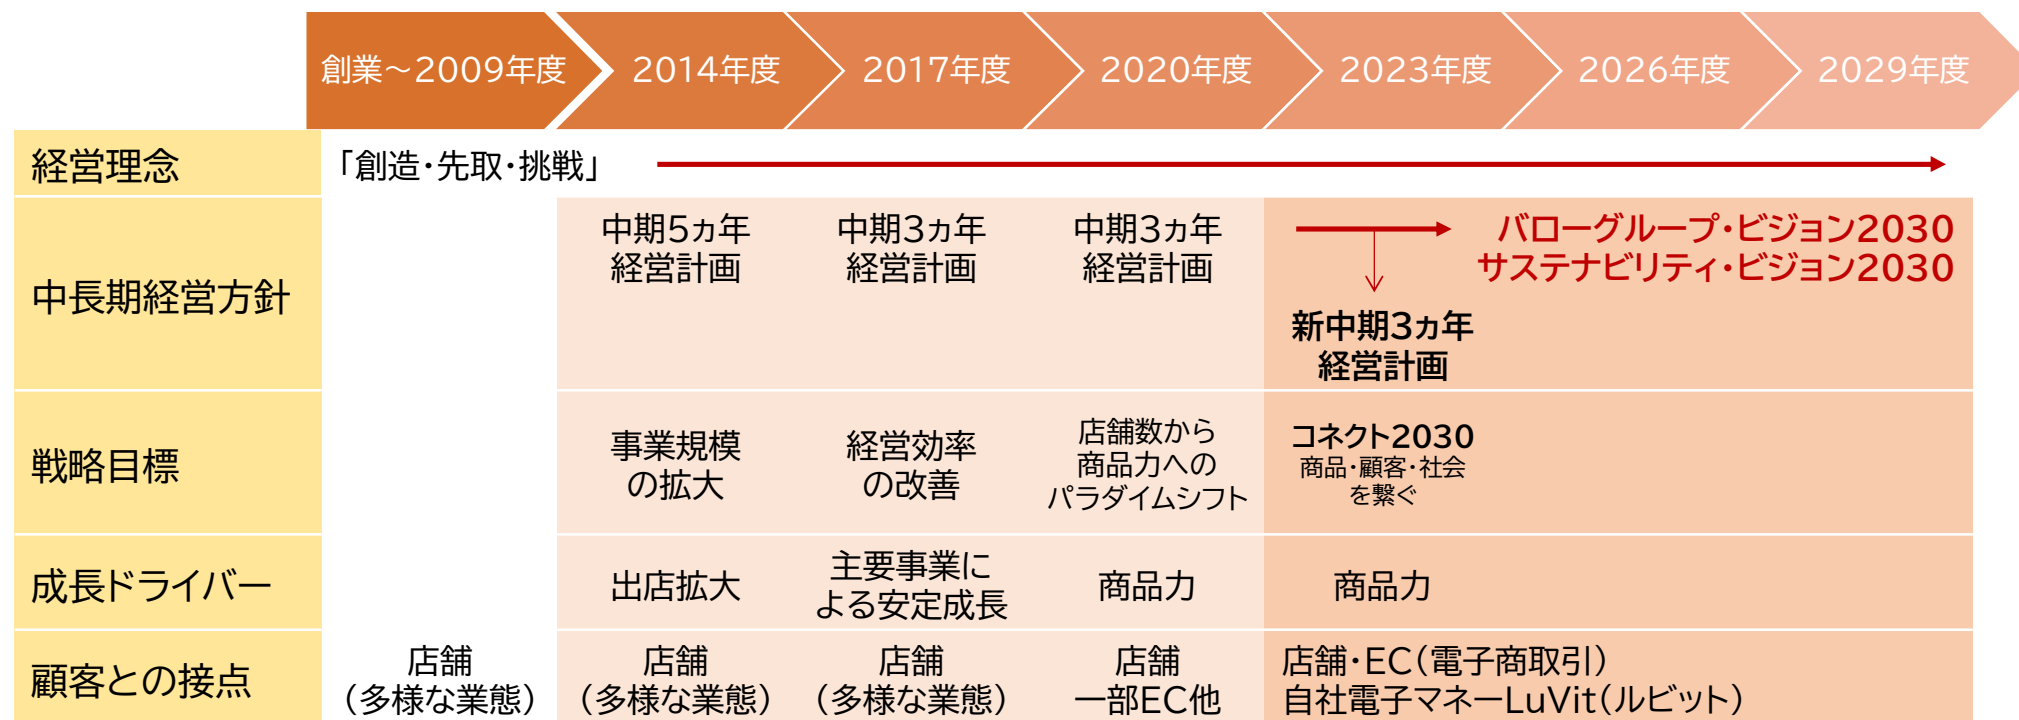 創業～2009年度
2014年度
2017年度
2020年度
2023年度
2026年度
2029年度
経営理念
「創造・先取・挑戦」
中長期経営方針
中期5ヵ年
経営計画
中期3ヵ年
経営計画
中期3ヵ年
経営計画
バローグループ・ビジョン2030
サステナビリティ・ビジョン2030
新中期3ヵ年
経営計画
戦略目標
事業規模
の拡大
経営効率
の改善
店舗数から
商品力への
パラダイムシフト
コネクト2030
商品・顧客・社会
を繋ぐ
成長ドライバー
出店拡大
主要事業に
よる安定成長
商品力
商品力
顧客との接点
店舗
（多様な業態）
店舗
（多様な業態）
店舗
（多様な業態）
店舗
一部EC他
店舗・EC（電子商取引）
自社電子マネーLuVit（ルビット）